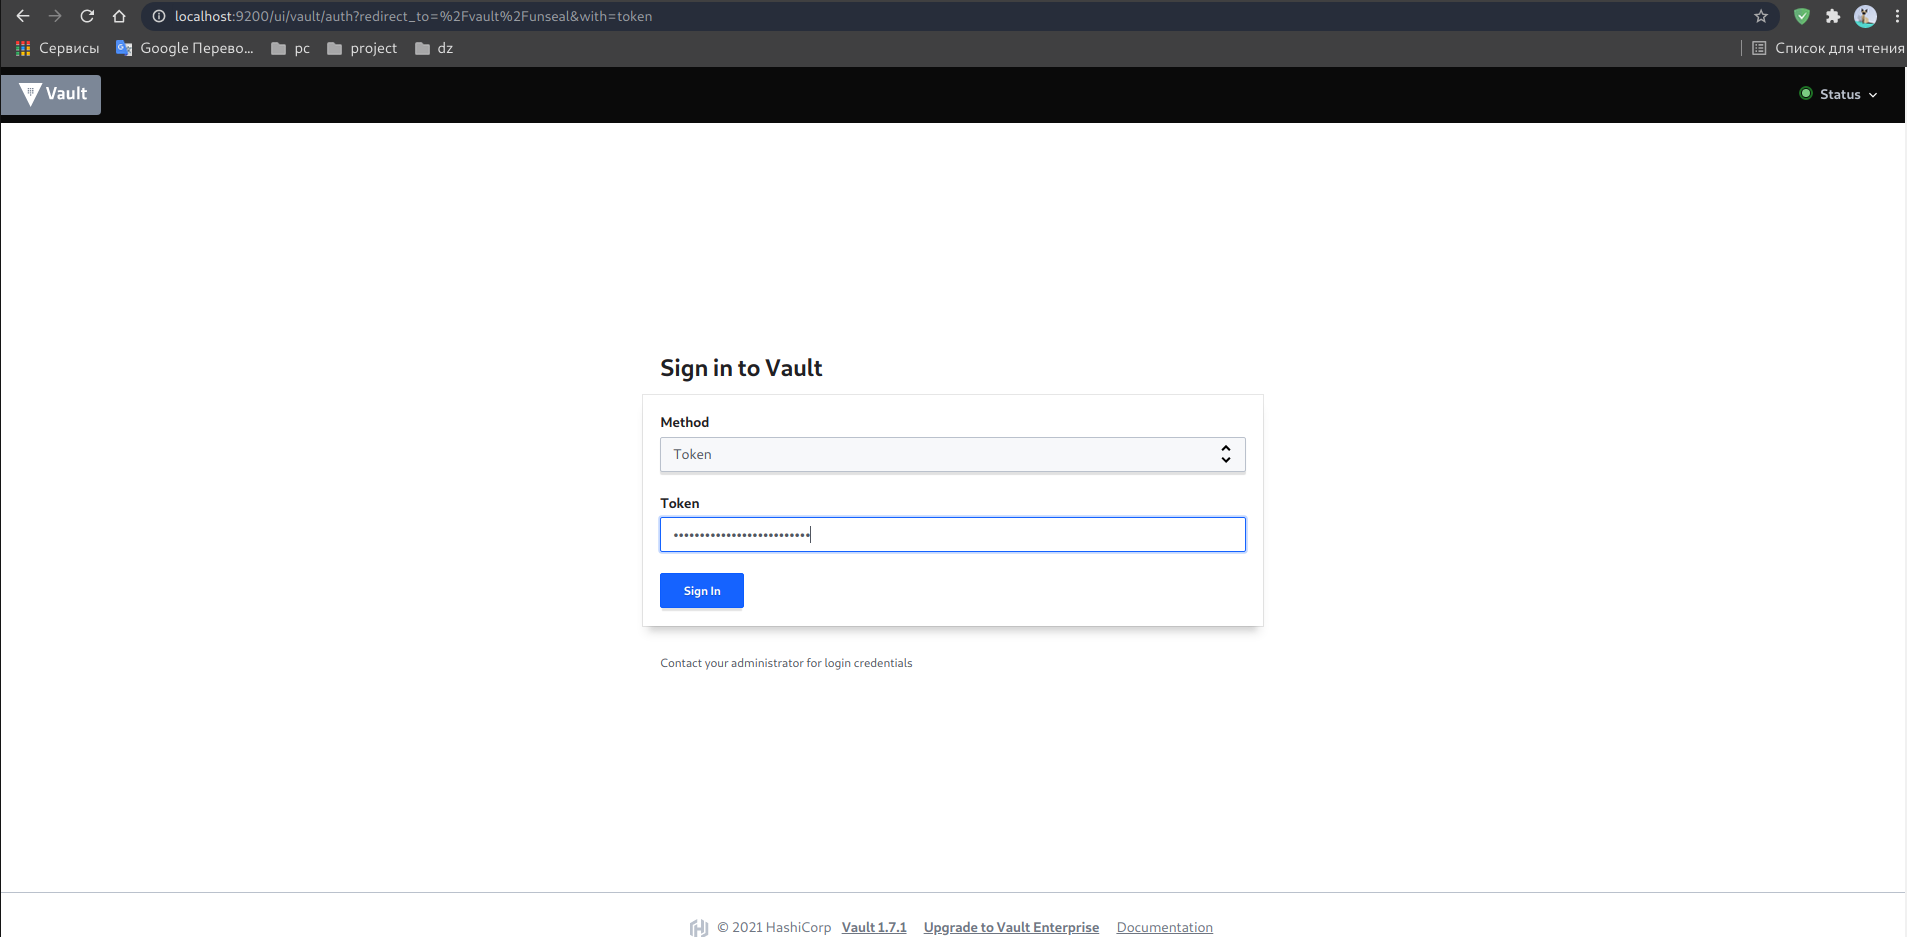 localhost:9200/ui/vault/auth?redirect_to=%2Fvault%2Funseal&with=token
Сервисы Google Перево... pc project dz Список для чтения
Vault Status
Sign in to Vault
Method
Token
Token
••••••••••••••••••••••••••
Sign In
Contact your administrator for login credentials
© 2021 HashiCorp Vault 1.7.1 Upgrade to Vault Enterprise Documentation